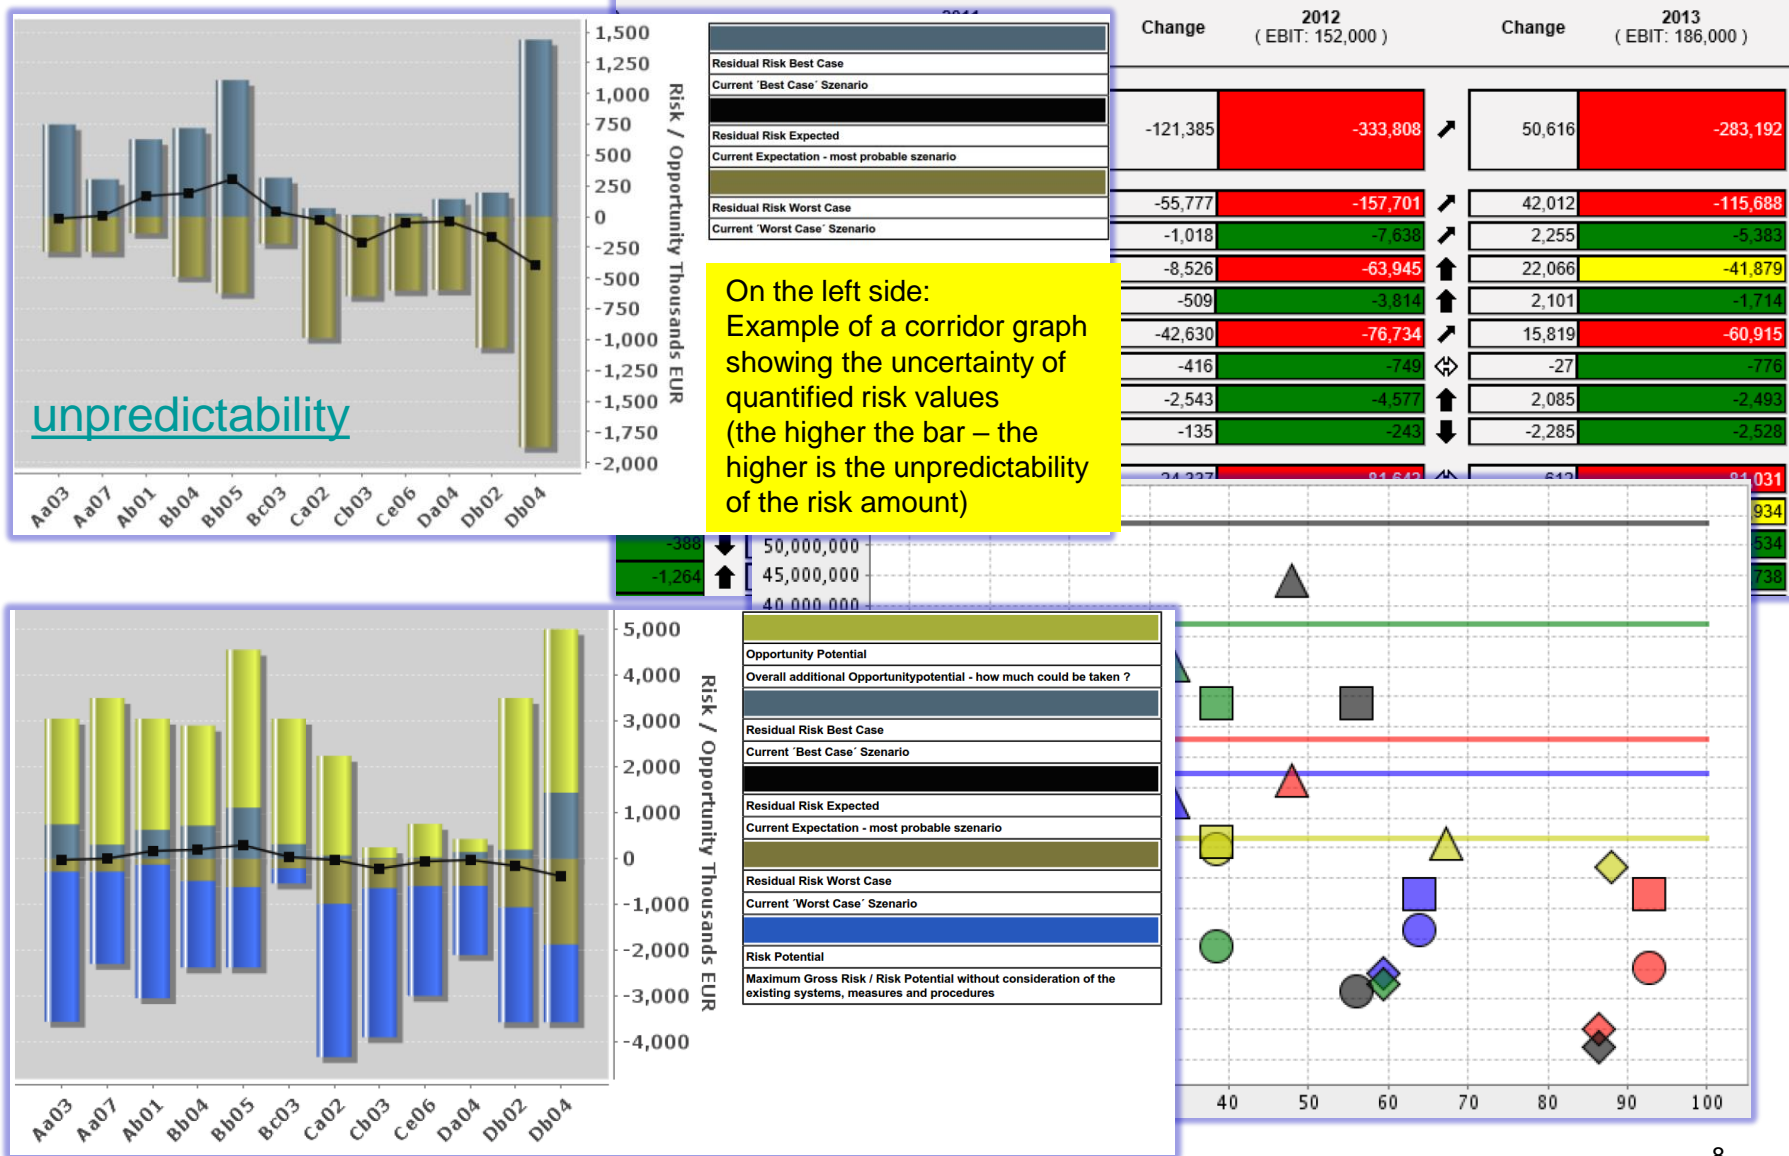 1,500
1,250
1,000
750
500
250
0
-250
-500
-750
-1,000
-1,250
-1,500
-1,750
-2,000
Risk / Opportunity Thousands EUR
unpredictability
Aa03 Aa07 Ab01 Bb04 Bb05 Bc03 Ca02 Cb03 Ce06 Da04 Db02 Db04
Residual Risk Best Case
Current ´Best Case´ Szenario
Residual Risk Expected
Current Expectation - most probable szenario
Residual Risk Worst Case
Current ´Worst Case´ Szenario
On the left side:
Example of a corridor graph
showing the uncertainty of
quantified risk values
(the higher the bar – the
higher is the unpredictability
of the risk amount)
Change 2012 Change 2013
( EBIT: 152,000 ) ( EBIT: 186,000 )
-121,385 -333,808 50,616 -283,192
-55,777 -157,701 42,012 -115,688
-1,018 -7,638 2,255 -5,383
-8,526 -63,945 22,066 -41,879
-509 -3,814 2,101 -1,714
-42,630 -76,734 15,819 -60,915
-416 -749 -27 -776
-2,543 -4,577 2,085 -2,493
-135 -243 -2,285 -2,528
-388
-1,264
50,000,000
45,000,000
40,000,000
40 50 60 70 80 90 100
5,000
4,000
3,000
2,000
1,000
0
-1,000
-2,000
-3,000
-4,000
Risk / Opportunity Thousands EUR
Aa03 Aa07 Ab01 Bb04 Bb05 Bc03 Ca02 Cb03 Ce06 Da04 Db02 Db04
Opportunity Potential
Overall additional Opportunitypotential - how much could be taken ?
Residual Risk Best Case
Current ´Best Case´ Szenario
Residual Risk Expected
Current Expectation - most probable szenario
Residual Risk Worst Case
Current ´Worst Case´ Szenario
Risk Potential
Maximum Gross Risk / Risk Potential without consideration of the
existing systems, measures and procedures
8